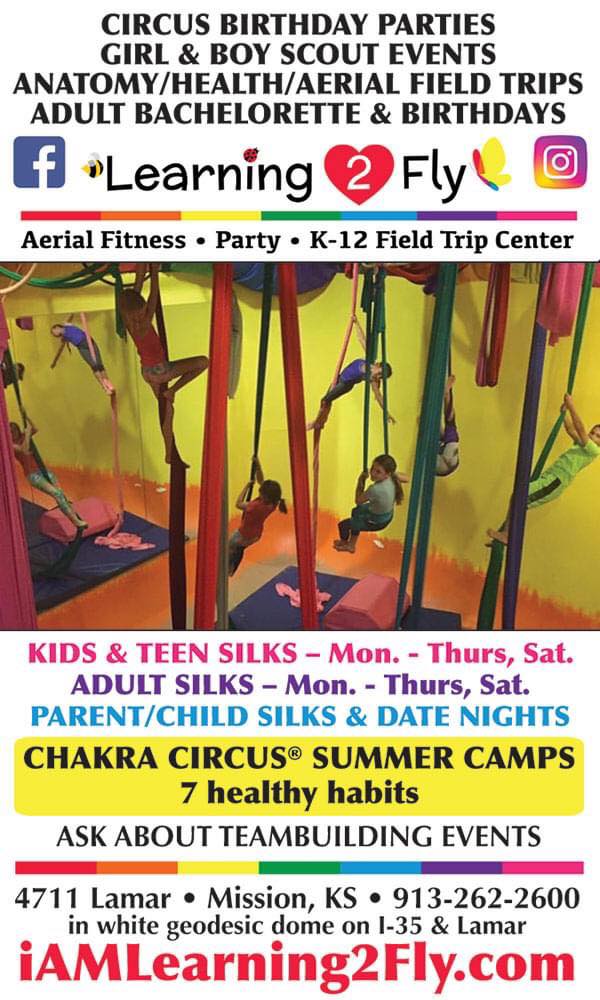 CIRCUS BIRTHDAY PARTIES
GIRL & BOY SCOUT EVENTS
ANATOMY/HEALTH/AERIAL FIELD TRIPS
ADULT BACHELORETTE & BIRTHDAYS
f Learning 2 Fly
Aerial Fitness • Party • K-12 Field Trip Center
KIDS & TEEN SILKS – Mon. - Thurs, Sat.
ADULT SILKS – Mon. - Thurs, Sat.
PARENT/CHILD SILKS & DATE NIGHTS
CHAKRA CIRCUS® SUMMER CAMPS
7 healthy habits
ASK ABOUT TEAMBUILDING EVENTS
4711 Lamar • Mission, KS • 913-262-2600
in white geodesic dome on I-35 & Lamar
iAMLearning2Fly.com